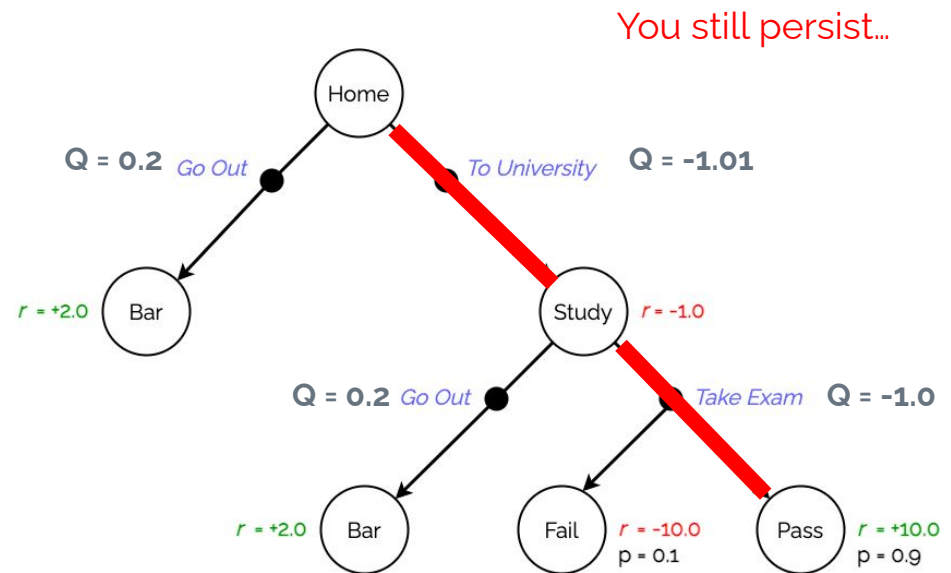 You still persist…
Home
Q = 0.2 Go Out To University Q = -1.01
r = +2.0 Bar Study r = -1.0
Q = 0.2 Go Out Take Exam Q = -1.0
r = +2.0 Bar Fail r = -10.0 Pass r = +10.0
p = 0.1 p = 0.9